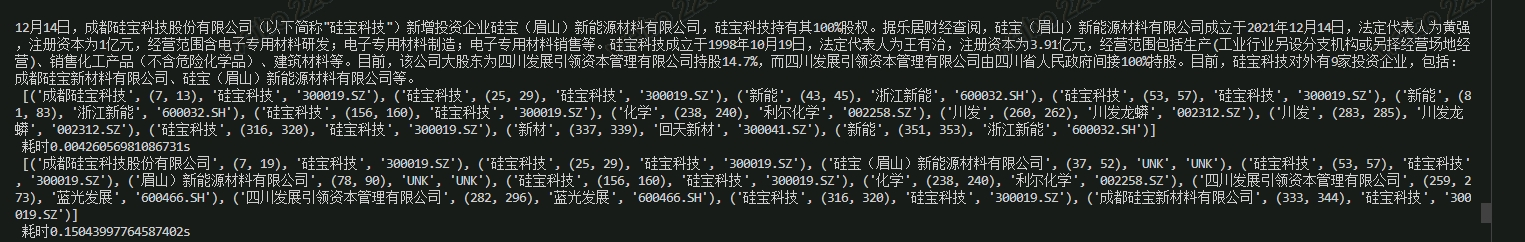 12月14日，成都硅宝科技股份有限公司（以下简称"硅宝科技"）新增投资企业硅宝（眉山）新能源材料有限公司，硅宝科技持有其100%股权。据乐居财经查阅，硅宝（眉山）新能源材料有限公司成立于2021年12月14日，法定代表人为黄强
，注册资本为1亿元，经营范围含电子专用材料研发；电子专用材料制造；电子专用材料销售等。硅宝科技成立于1998年10月19日，法定代表人为王有治，注册资本为3.91亿元，经营范围包括生产(工业行业另设分支机构或另择经营场地经
营)、销售化工产品（不含危险化学品）、建筑材料等。目前，该公司大股东为四川发展引领资本管理有限公司持股14.7%，而四川发展引领资本管理有限公司由四川省人民政府间接100%持股。目前，硅宝科技对外有9家投资企业，包括：
成都硅宝新材料有限公司、硅宝（眉山）新能源材料有限公司等。
[('成都硅宝科技', (7, 13), '硅宝科技', '300019.SZ'), ('硅宝科技', (25, 29), '硅宝科技', '300019.SZ'), ('新能', (43, 45), '浙江新能', '600032.SH'), ('硅宝科技', (53, 57), '硅宝科技', '300019.SZ'), ('新能', (8
1, 83), '浙江新能', '600032.SH'), ('硅宝科技', (156, 160), '硅宝科技', '300019.SZ'), ('化学', (238, 240), '利尔化学', '002258.SZ'), ('川发', (260, 262), '川发龙蟒', '002312.SZ'), ('川发', (283, 285), '川发龙
蟒', '002312.SZ'), ('硅宝科技', (316, 320), '硅宝科技', '300019.SZ'), ('新材', (337, 339), '回天新材', '300041.SZ'), ('新能', (351, 353), '浙江新能', '600032.SH')]
耗时0.00426056981086731s
[('成都硅宝科技股份有限公司', (7, 19), '硅宝科技', '300019.SZ'), ('硅宝科技', (25, 29), '硅宝科技', '300019.SZ'), ('硅宝（眉山）新能源材料有限公司', (37, 52), 'UNK', 'UNK'), ('硅宝科技', (53, 57), '硅宝科技'
, '300019.SZ'), ('眉山）新能源材料有限公司', (78, 90), 'UNK', 'UNK'), ('硅宝科技', (156, 160), '硅宝科技', '300019.SZ'), ('化学', (238, 240), '利尔化学', '002258.SZ'), ('四川发展引领资本管理有限公司', (259, 2
73), '蓝光发展', '600466.SH'), ('四川发展引领资本管理有限公司', (282, 296), '蓝光发展', '600466.SH'), ('硅宝科技', (316, 320), '硅宝科技', '300019.SZ'), ('成都硅宝新材料有限公司', (333, 344), '硅宝科技', '300
019.SZ')]
耗时0.15043997764587402s